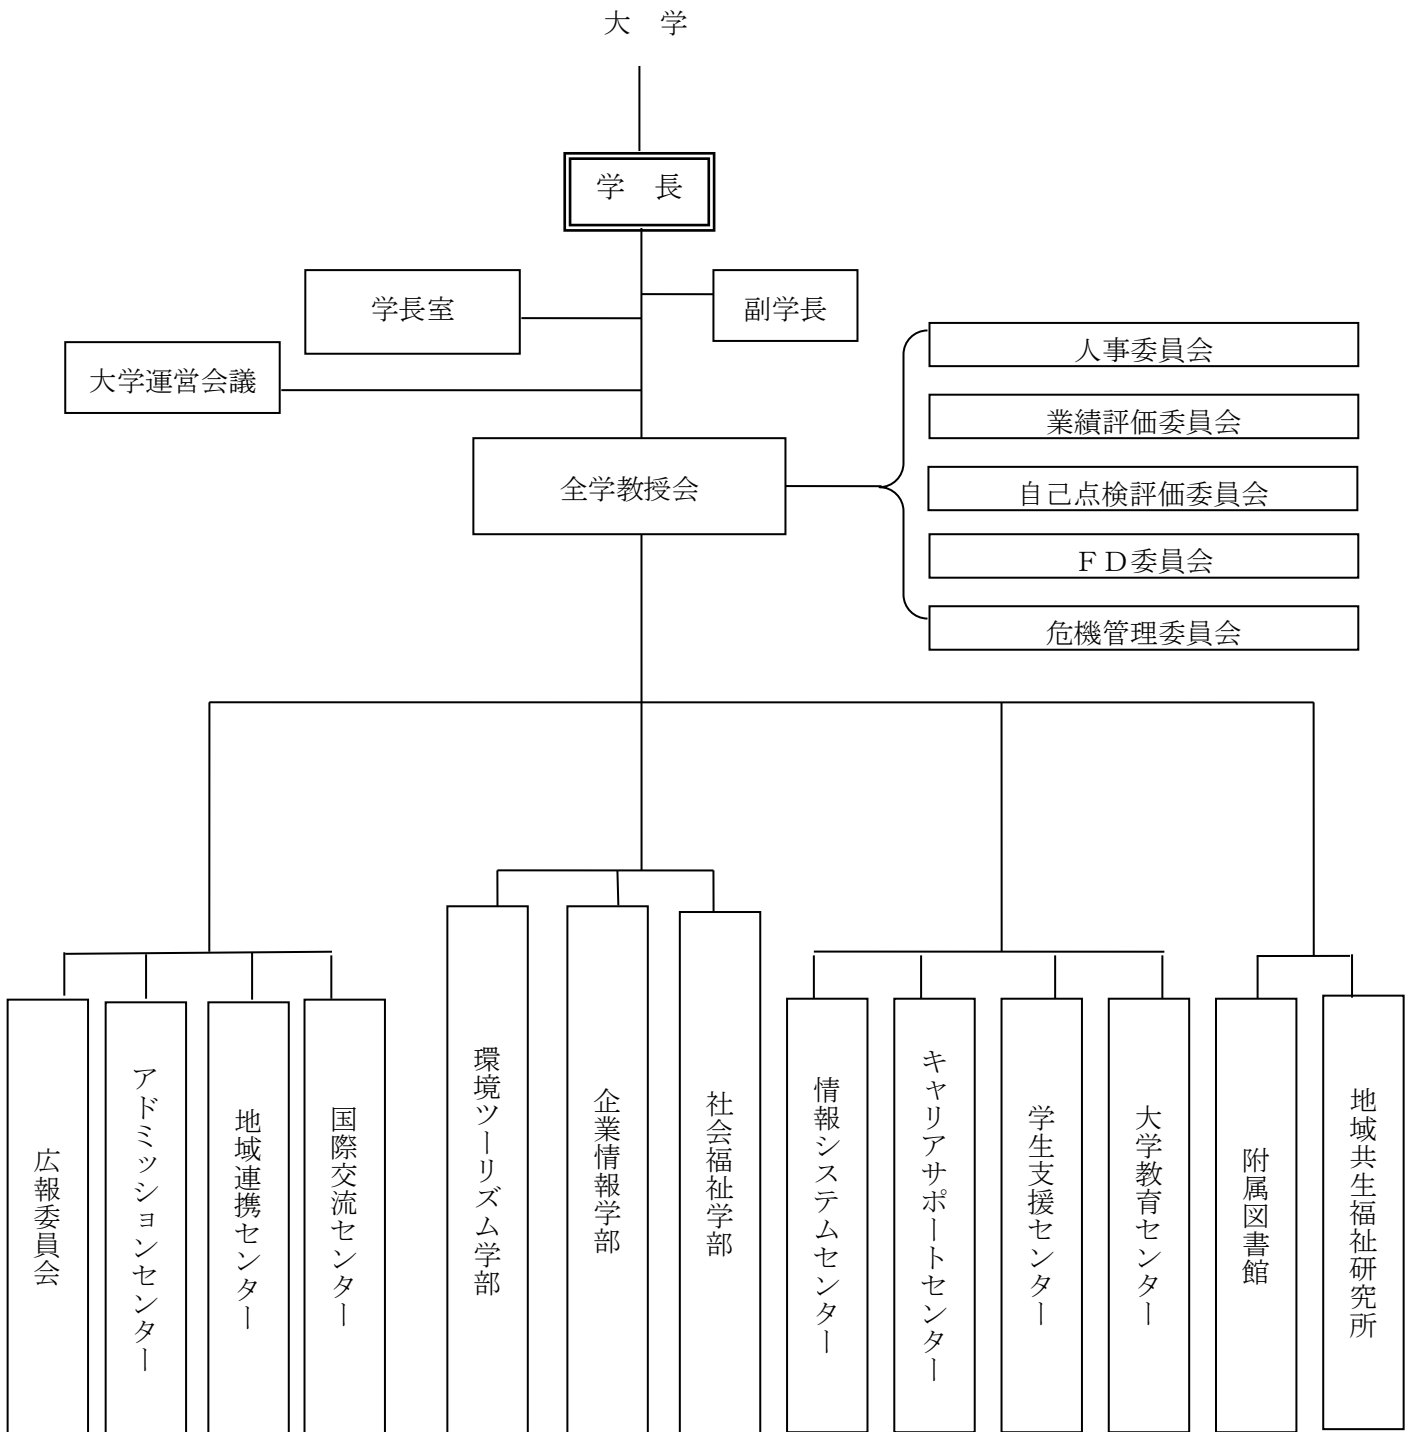 大　学
学　長
学長室
副学長
大学運営会議
人事委員会
業績評価委員会
全学教授会
自己点検評価委員会
ＦＤ委員会
危機管理委員会
広報委員会
アドミッションセンター
地域連携センター
国際交流センター
環境ツーリズム学部
企業情報学部
社会福祉学部
情報システムセンター
キャリアサポートセンター
学生支援センター
大学教育センター
附属図書館
地域共生福祉研究所